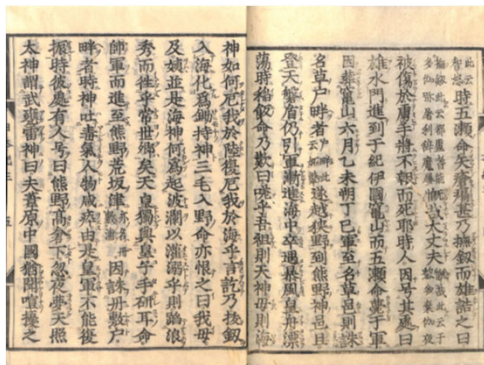 時五瀬命矢瘡痛甚乃撫劔而雄誥之曰
慨哉大丈夫
被傷於虜手將不報而死耶時人因号其處曰
雄水門進到于紀伊國竈山而五瀬命薨于軍
因葬竈山六月乙未朔丁巳軍至名草邑則誅
名草戸畔者遂越狭野到熊野神邑且
登天磐盾仍引軍漸進海中卒遇暴風皇舟漂
蕩時稻飯命乃歎曰嗟乎吾祖則天神母則海
神如何厄我於陸復厄我於海乎言訖乃拔劔
入海化爲鋤持神三毛入野命亦恨之曰我母
及姨並是海神何爲起波瀾以灌溺乎則蹈浪
秀而徃乎常世郷矣天皇獨與皇子手研耳命
帥軍而進至熊野荒坂津亦名丹敷浦因誅丹敷戸
畔者時神吐毒氣人物咸瘁由是皇軍不能復
振時彼處有人号曰熊野高倉下忽夜夢天照
太神謂武甕雷神曰夫葦原中國猶聞喧擾之